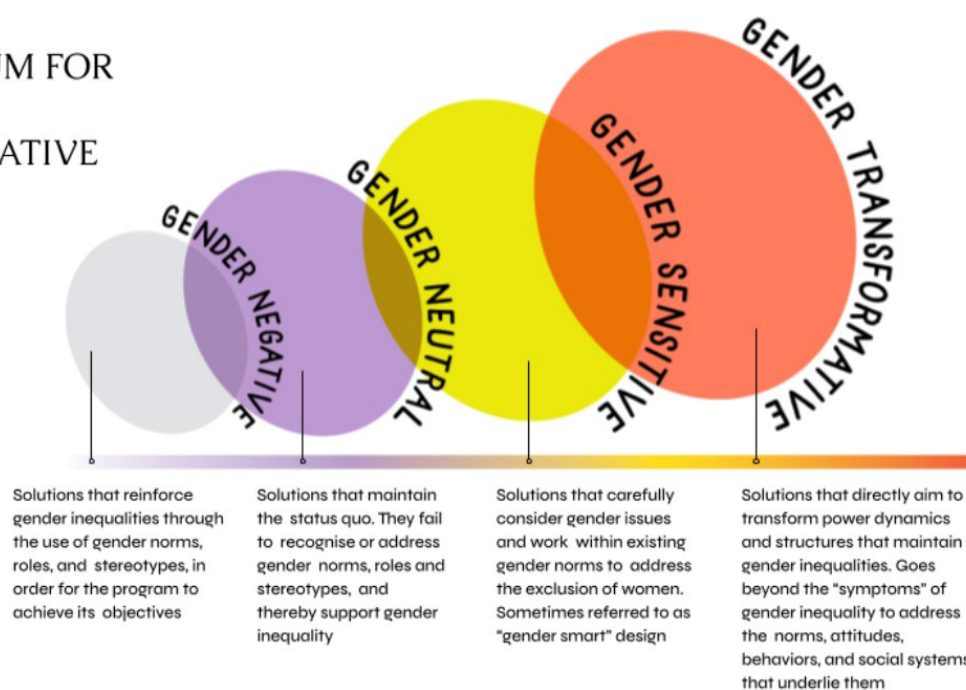 UM FOR
ATIVE
GENDER NEGATIVE
GENDER NEUTRAL
GENDER SENSITIVE
GENDER TRANSFORMATIVE
Solutions that reinforce
gender inequalities through
the use of gender norms,
roles, and stereotypes, in
order for the program to
achieve its objectives
Solutions that maintain
the status quo. They fail
to recognise or address
gender norms, roles and
stereotypes, and
thereby support gender
inequality
Solutions that carefully
consider gender issues
and work within existing
gender norms to address
the exclusion of women.
Sometimes referred to as
“gender smart” design
Solutions that directly aim to
transform power dynamics
and structures that maintain
gender inequalities. Goes
beyond the “symptoms” of
gender inequality to address
the norms, attitudes,
behaviors, and social systems
that underlie them